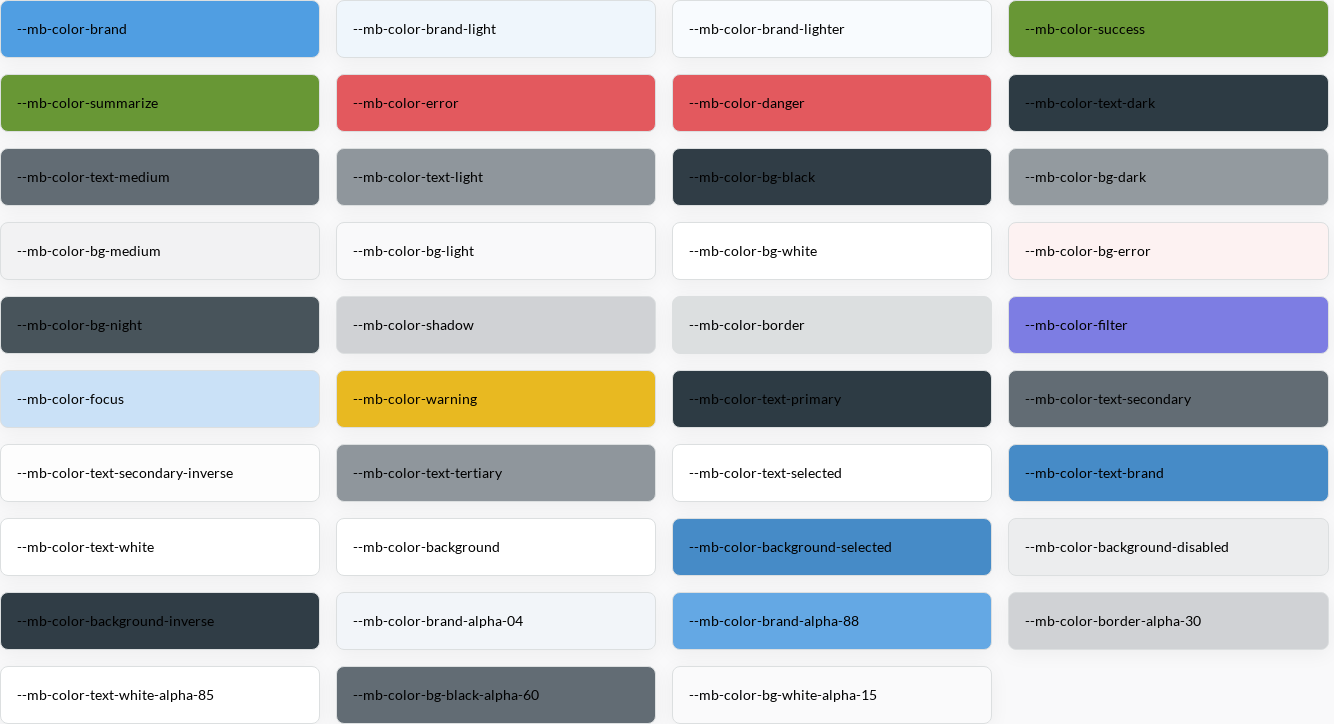 --mb-color-brand
--mb-color-brand-light
--mb-color-brand-lighter
--mb-color-success
--mb-color-summarize
--mb-color-error
--mb-color-danger
--mb-color-text-dark
--mb-color-text-medium
--mb-color-text-light
--mb-color-bg-black
--mb-color-bg-dark
--mb-color-bg-medium
--mb-color-bg-light
--mb-color-bg-white
--mb-color-bg-error
--mb-color-bg-night
--mb-color-shadow
--mb-color-border
--mb-color-filter
--mb-color-focus
--mb-color-warning
--mb-color-text-primary
--mb-color-text-secondary
--mb-color-text-secondary-inverse
--mb-color-text-tertiary
--mb-color-text-selected
--mb-color-text-brand
--mb-color-text-white
--mb-color-background
--mb-color-background-selected
--mb-color-background-disabled
--mb-color-background-inverse
--mb-color-brand-alpha-04
--mb-color-brand-alpha-88
--mb-color-border-alpha-30
--mb-color-text-white-alpha-85
--mb-color-bg-black-alpha-60
--mb-color-bg-white-alpha-15